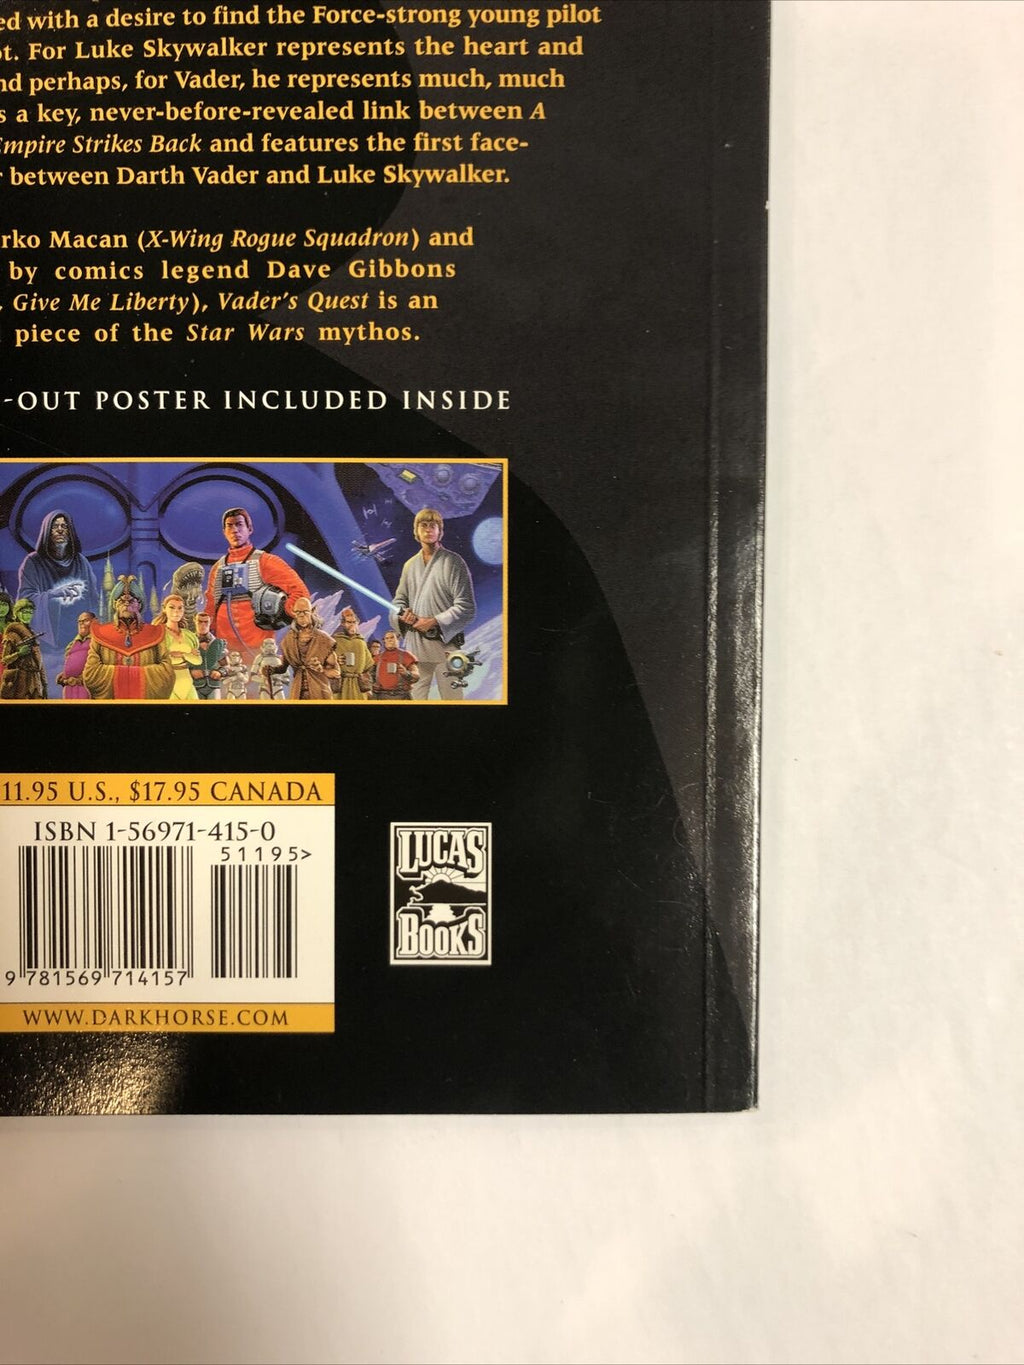 ed with a desire to find the Force-strong young pilot
ot. For Luke Skywalker represents the heart and
nd perhaps, for Vader, he represents much, much
s a key, never-before-revealed link between A
Empire Strikes Back and features the first face-
between Darth Vader and Luke Skywalker.
rko Macan (X-Wing Rogue Squadron) and
by comics legend Dave Gibbons
, Give Me Liberty), Vader's Quest is an
piece of the Star Wars mythos.
-OUT POSTER INCLUDED INSIDE
11.95 U.S., $17.95 CANADA
ISBN 1-56971-415-0
51195>
9 781569 714157
WWW.DARKHORSE.COM
LUCAS
BOOKS